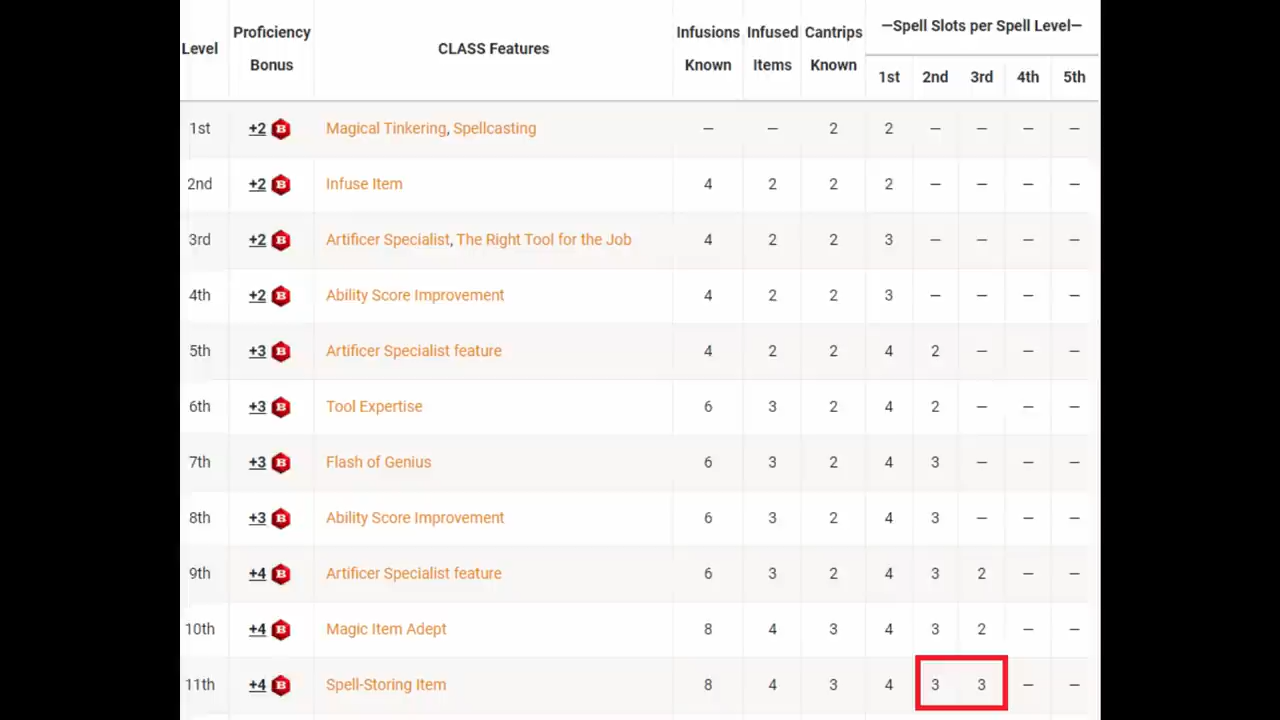 Level Proficiency Bonus CLASS Features Infusions Known Infused Items Cantrips Known —Spell Slots per Spell Level—
1st 2nd 3rd 4th 5th
1st +2 B Magical Tinkering, Spellcasting — — 2 2 — — — —
2nd +2 B Infuse Item 4 2 2 2 — — — —
3rd +2 B Artificer Specialist, The Right Tool for the Job 4 2 2 3 — — — —
4th +2 B Ability Score Improvement 4 2 2 3 — — — —
5th +3 B Artificer Specialist feature 4 2 2 4 2 — — —
6th +3 B Tool Expertise 6 3 2 4 2 — — —
7th +3 B Flash of Genius 6 3 2 4 3 — — —
8th +3 B Ability Score Improvement 6 3 2 4 3 — — —
9th +4 B Artificer Specialist feature 6 3 2 4 3 2 — —
10th +4 B Magic Item Adept 8 4 3 4 3 2 — —
11th +4 B Spell-Storing Item 8 4 3 4 3 3 — —